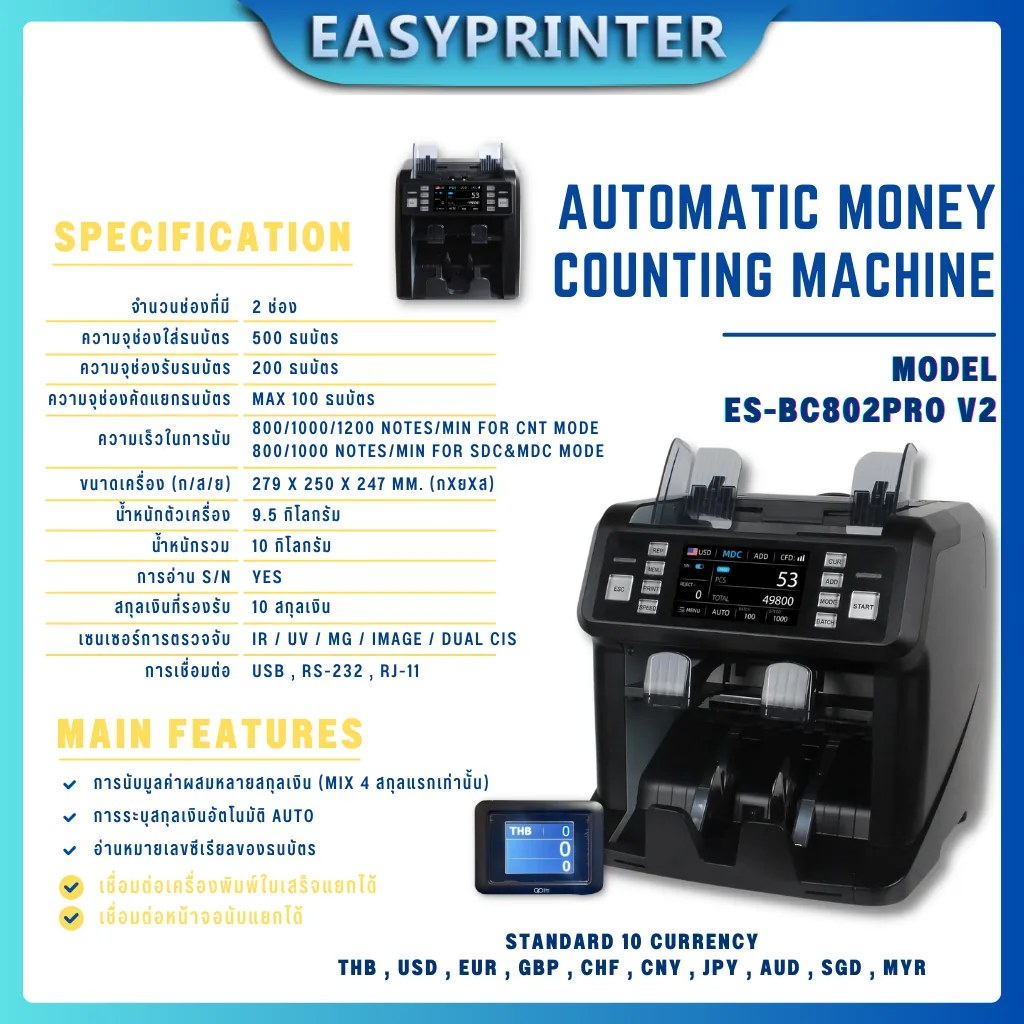 EASYPRINTER
AUTOMATIC MONEY
COUNTING MACHINE
MODEL
ES-BC802PRO V2
SPECIFICATION
จำนวนช่องที่มี 2 ช่อง
ความจุช่องใส่ธนบัตร 500 ธนบัตร
ความจุช่องรับธนบัตร 200 ธนบัตร
ความจุช่องคัดแยกธนบัตร MAX 100 ธนบัตร
ความเร็วในการนับ 800/1000/1200 NOTES/MIN FOR CNT MODE
800/1000 NOTES/MIN FOR SDC&MDC MODE
ขนาดเครื่อง (ก/ส/ย) 279 X 250 X 247 MM. (กXยXส)
น้ำหนักตัวเครื่อง 9.5 กิโลกรัม
น้ำหนักรวม 10 กิโลกรัม
การอ่าน S/N YES
สกุลเงินที่รองรับ 10 สกุลเงิน
เซนเซอร์การตรวจจับ IR / UV / MG / IMAGE / DUAL CIS
การเชื่อมต่อ USB , RS-232 , RJ-11
MAIN FEATURES
การนับมูลค่าผสมหลายสกุลเงิน (MIX 4 สกุลแรกเท่านั้น)
การระบุสกุลเงินอัตโนมัติ AUTO
อ่านหมายเลขซีเรียลของธนบัตร
เชื่อมต่อเครื่องพิมพ์ใบเสร็จแยกได้
เชื่อมต่อหน้าจอนับแยกได้
USD MDC ADD CFD:
PCS 53
REJECT: 0
TOTAL 49800
MENU AUTO BATCH 100 SPEED 1000
REP
MENU
PRINT
SPEED
ESC
CUR
ADD
MODE
BATCH
START
THB 0
0
0
STANDARD 10 CURRENCY
THB , USD , EUR , GBP , CHF , CNY , JPY , AUD , SGD , MYR